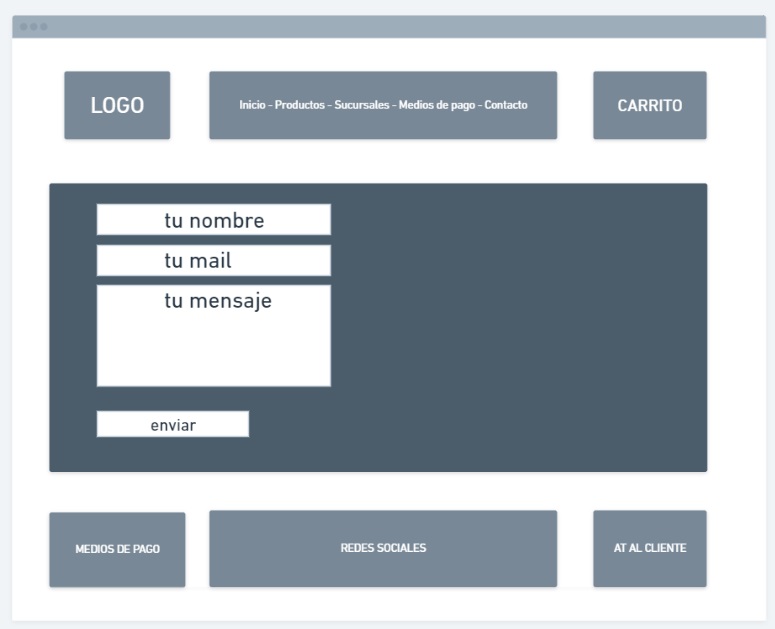 LOGO
Inicio - Productos - Sucursales - Medios de pago - Contacto
CARRITO
tu nombre
tu mail
tu mensaje
enviar
MEDIOS DE PAGO
REDES SOCIALES
AT AL CLIENTE